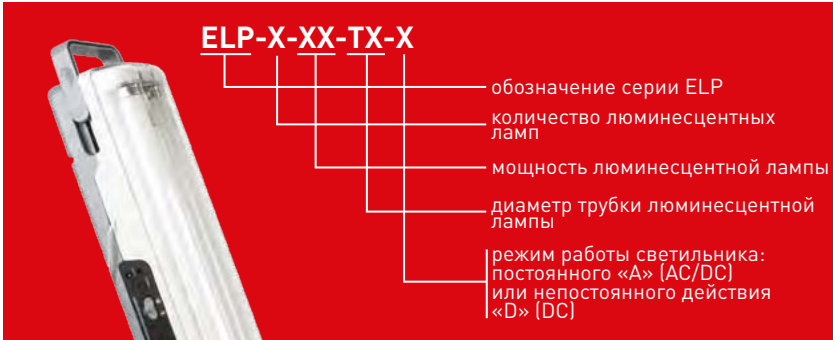 ELP-X-XX-TX-X
обозначение серии ELP
количество люминесцентных
ламп
мощность люминесцентной лампы
диаметр трубки люминесцентной
лампы
режим работы светильника:
постоянного «А» (AC/DC)
или непостоянного действия
«D» (DC)